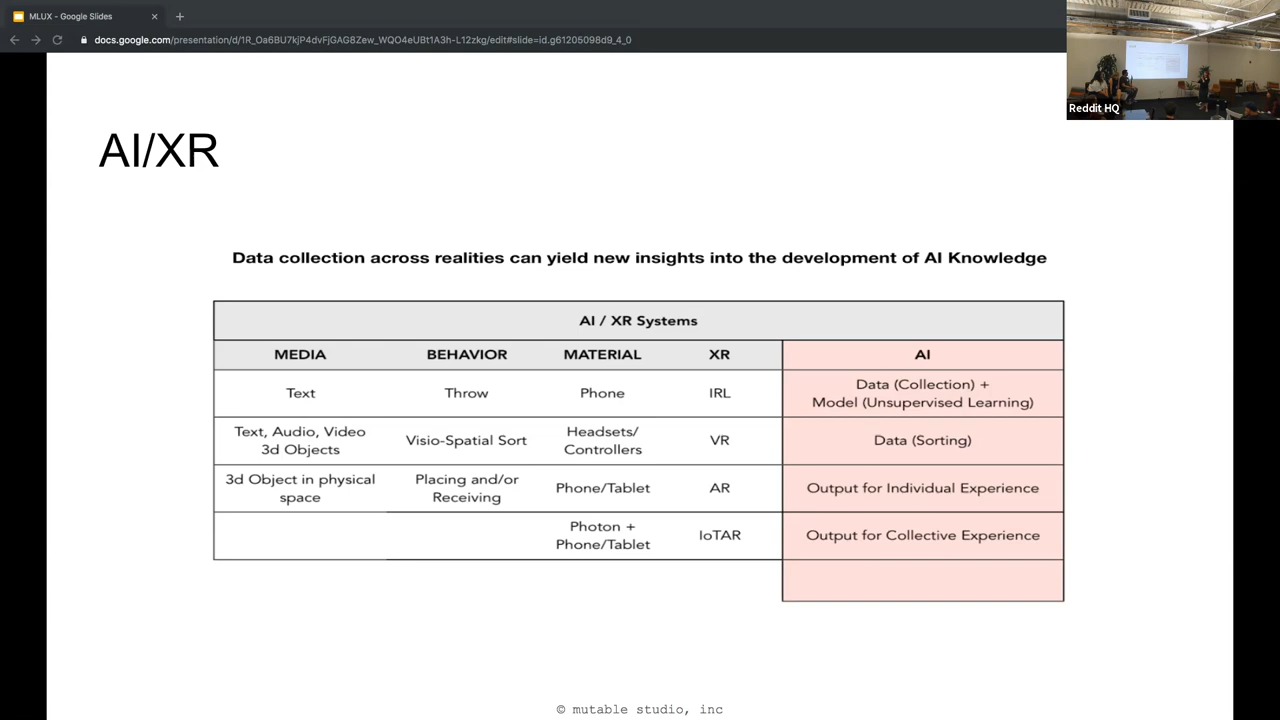 MLUX - Google Slides
docs.google.com/presentation/d/1R_Oa6BU7kjP4dvFjGAG8Zew_WQO4eUBt1A3h-L12zkg/edit#slide=id.g61205098d9_4_0
Reddit HQ
AI/XR
Data collection across realities can yield new insights into the development of AI Knowledge
AI / XR Systems
MEDIA BEHAVIOR MATERIAL XR AI
Text Throw Phone IRL Data (Collection) +
Model (Unsupervised Learning)
Text, Audio, Video
3d Objects Visio-Spatial Sort Headsets/
Controllers VR Data (Sorting)
3d Object in physical
space Placing and/or
Receiving Phone/Tablet AR Output for Individual Experience
Photon +
Phone/Tablet IoTAR Output for Collective Experience
© mutable studio, inc